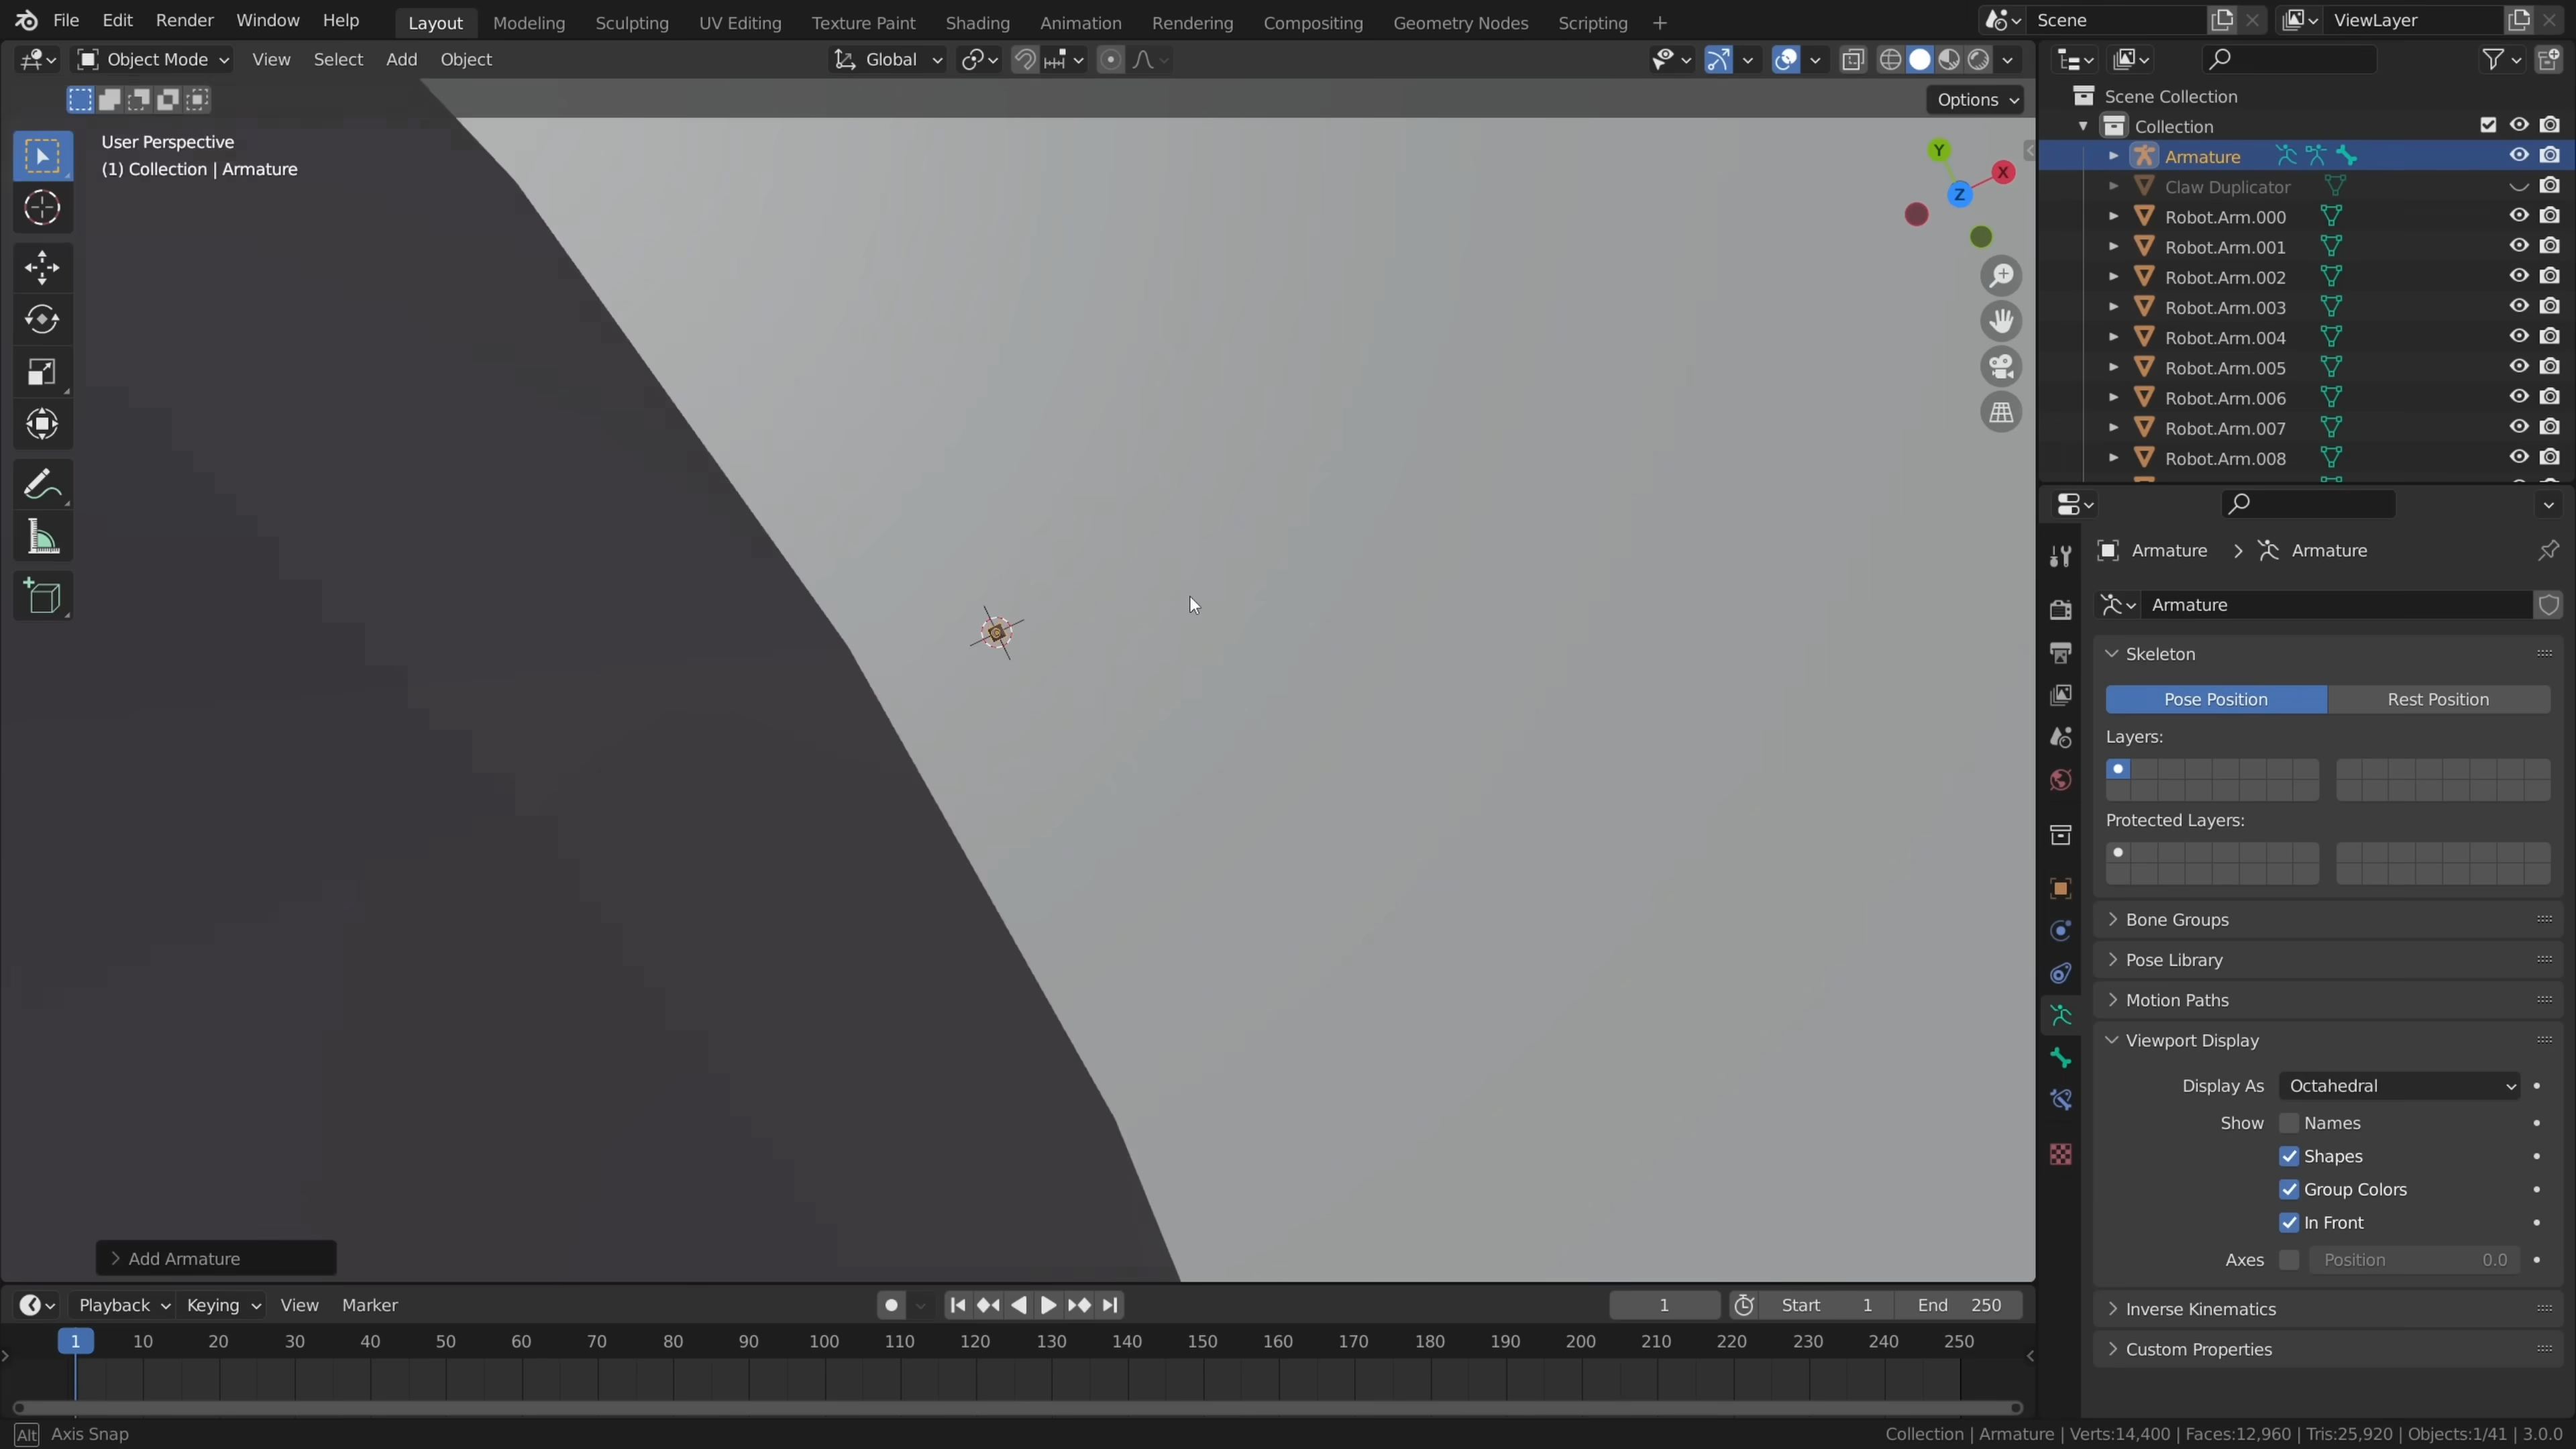 File Edit Render Window Help Layout Modeling Sculpting UV Editing Texture Paint Shading Animation Rendering Compositing Geometry Nodes Scripting + Scene ViewLayer
Object Mode View Select Add Object Global
Options
User Perspective
(1) Collection | Armature
Y
X
Z
Add Armature
Scene Collection
Collection
Armature
Claw Duplicator
Robot.Arm.000
Robot.Arm.001
Robot.Arm.002
Robot.Arm.003
Robot.Arm.004
Robot.Arm.005
Robot.Arm.006
Robot.Arm.007
Robot.Arm.008
Armature > Armature
Armature
Skeleton
Pose Position Rest Position
Layers:
Protected Layers:
Bone Groups
Pose Library
Motion Paths
Viewport Display
Display As Octahedral
Show Names
Shapes
Group Colors
In Front
Axes Position 0.0
Inverse Kinematics
Custom Properties
Playback Keying View Marker 1 Start 1 End 250
1 10 20 30 40 50 60 70 80 90 100 110 120 130 140 150 160 170 180 190 200 210 220 230 240 250
Alt Axis Snap Collection | Armature | Verts:14,400 | Faces:12,960 | Tris:25,920 | Objects:1/41 | 3.0.0